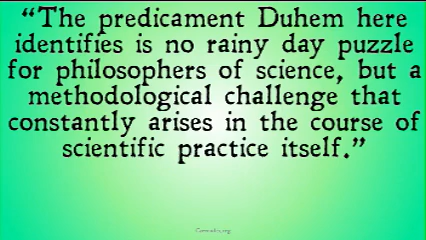 “The predicament Duhem here
identifies is no rainy day puzzle
for philosophers of science, but a
methodological challenge that
constantly arises in the course of
scientific practice itself.”